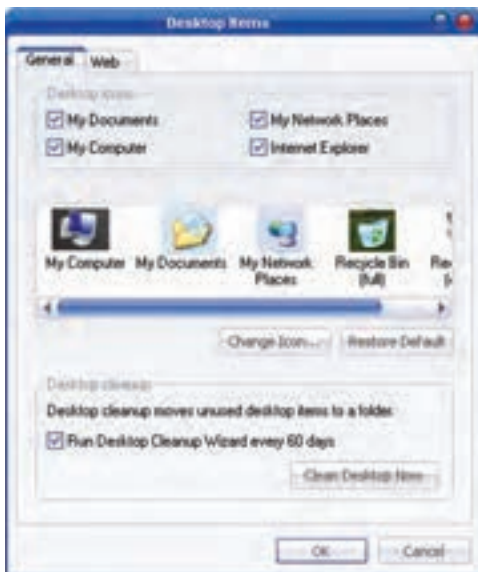 Desktop Items
General Web
Desktop icons
My Documents My Network Places
My Computer Internet Explorer
My Computer My Documents My Network Places Recycle Bin (full)
Change Icon... Restore Default
Desktop cleanup
Desktop cleanup moves unused desktop items to a folder.
Run Desktop Cleanup Wizard every 60 days
Clean Desktop Now
OK Cancel